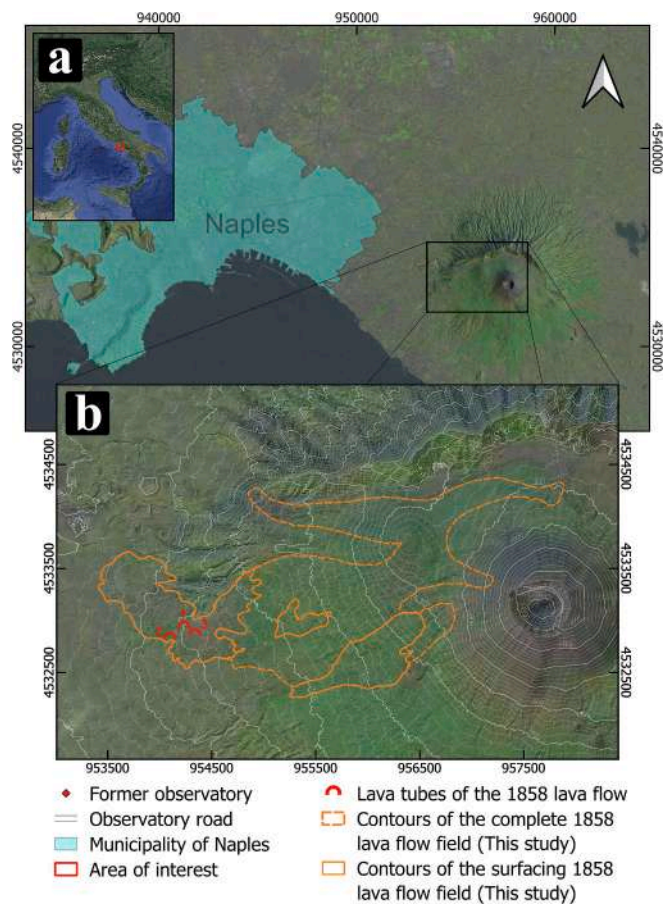 940000
950000
960000
a
4540000
4540000
Naples
4530000
4530000
b
4534500
4534500
4533500
4533500
4532500
4532500
953500
954500
955500
956500
957500
Former observatory
Observatory road
Municipality of Naples
Area of interest
Lava tubes of the 1858 lava flow
Contours of the complete 1858
lava flow field (This study)
Contours of the surfacing 1858
lava flow field (This study)